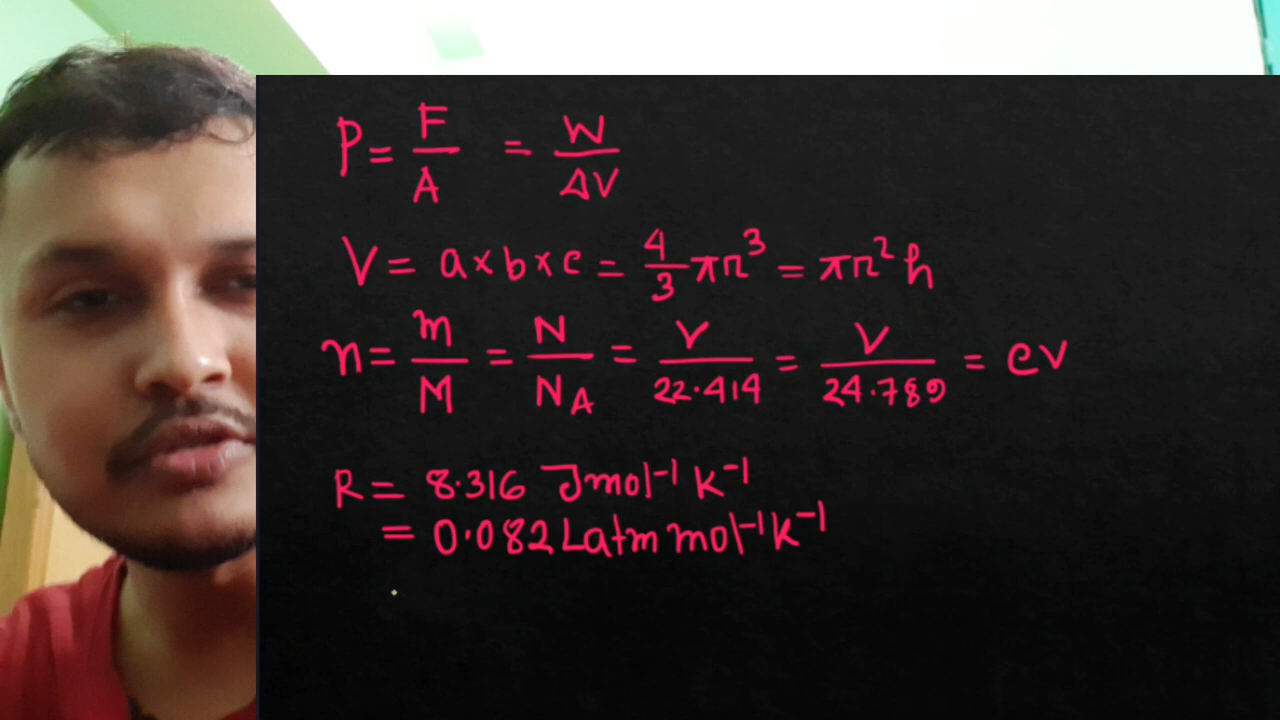 P = F/A = W/ΔV
V = a×b×c = 4/3 πr³ = πr²h
n = m/M = N/N_A = V/22.414 = V/24.789 = cV
R = 8.316 Jmol⁻¹ K⁻¹
= 0.082 Latm mol⁻¹ K⁻¹